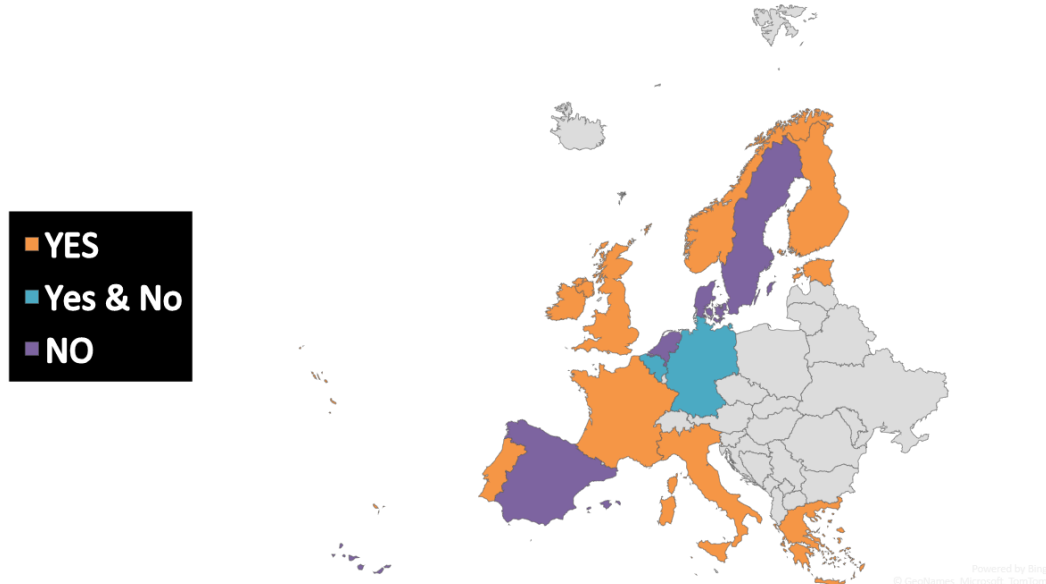 YES
Yes & No
NO
Powered by Bing
© GeoNames, Microsoft, TomTom